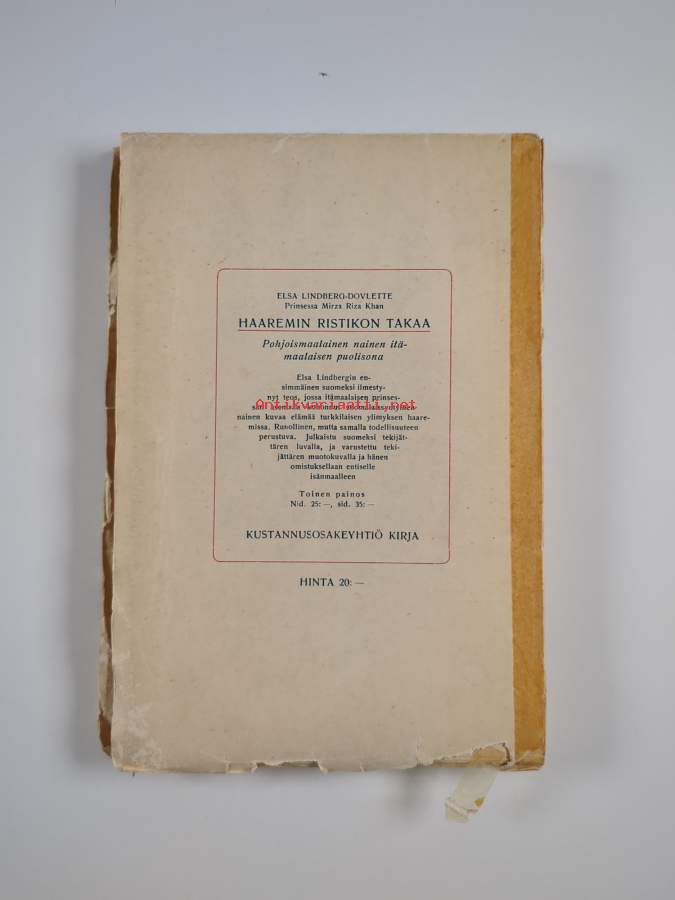 ELSA LINDBERG-DOVLETTE
Prinsessa Mirza Riza Khan
HAAREMIN RISTIKON TAKAA
Pohjoismaalainen nainen itä-
maalaisen puolisona
Elsa Lindbergin en-
simmäinen suomeksi ilmesty-
nyt teos, jossa itämaalaisen prinses-
Antikvariaatti.net
nainen kuvaa elämää turkkilaisen ylimyksen haare-
missa. Runollinen, mutta samalla todellisuuteen
perustuva. Julkaistu suomeksi tekijät-
tären luvalla, ja varustettu teki-
jättären muotokuvalla ja hänen
omistuksellaan entiselle
isänmaalleen
Toinen painos
Nid. 25:—, sid. 35:—
KUSTANNUSOSAKEYHTIÖ KIRJA
HINTA 20:—